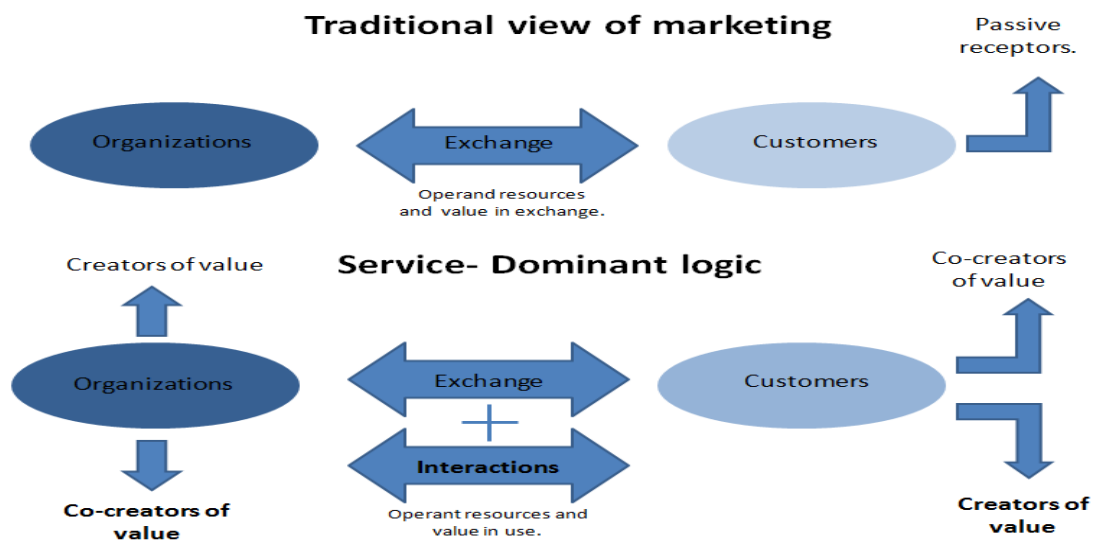 Traditional view of marketing
Passive
receptors.
Organizations
Exchange
Customers
Operand resources
and value in exchange.
Creators of value
Service- Dominant logic
Co-creators
of value
Organizations
Exchange
Customers
Interactions
Co-creators of
value
Operant resources and
value in use.
Creators of
value